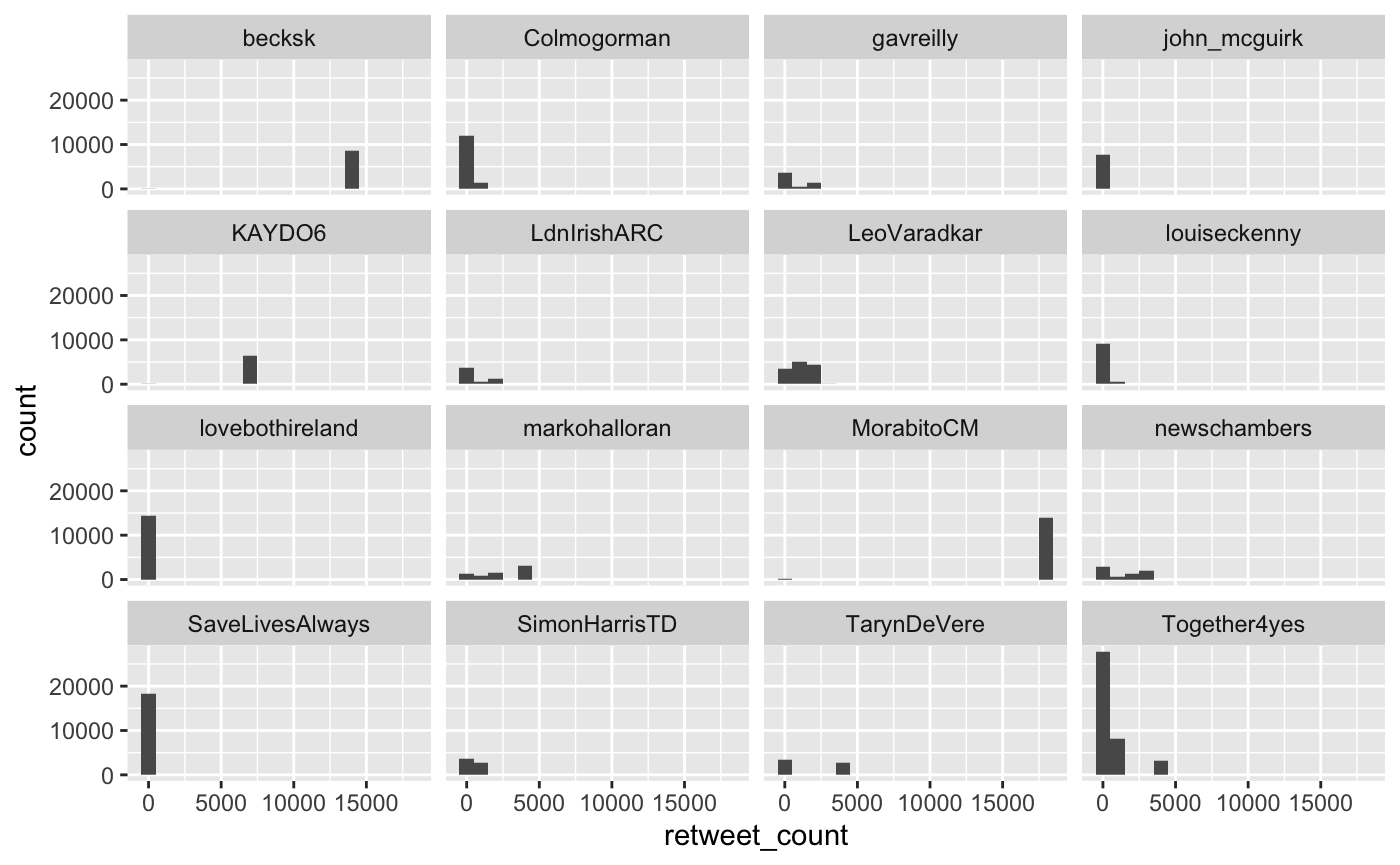 becksk Colmogorman gavreilly john_mcguirk
20000
10000
0
KAYDO6 LdnIrishARC LeoVaradkar louiseckenny
20000
10000
0
count
lovebothireland markohalloran MorabitoCM newschambers
20000
10000
0
SaveLivesAlways SimonHarrisTD TarynDeVere Together4yes
20000
10000
0
0 5000 10000 15000 0 5000 10000 15000 0 5000 10000 15000 0 5000 10000 15000
retweet_count